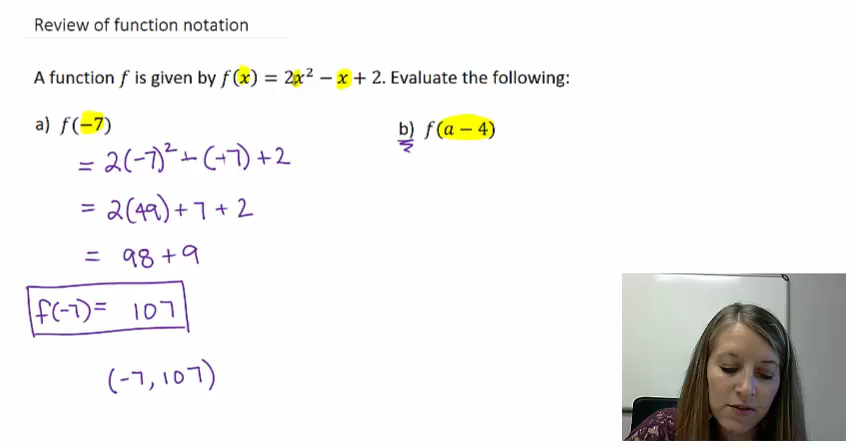 Review of function notation
A function f is given by f(x) = 2x² − x + 2. Evaluate the following:
a) f(−7)
= 2(-7)² - (-7) + 2
= 2(49) + 7 + 2
= 98 + 9
f(-7) = 107
(-7, 107)
b) f(a − 4)